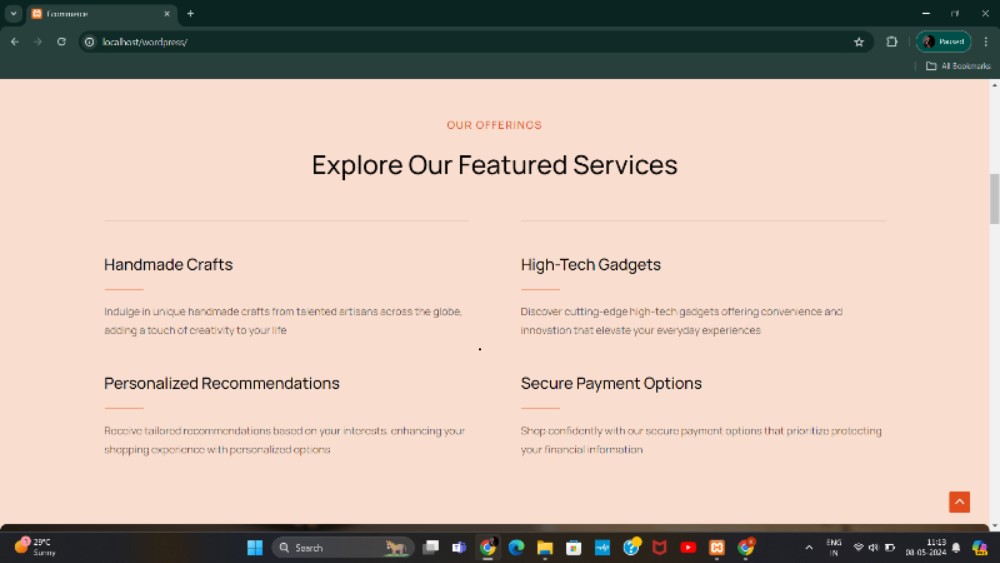 Ecommerce
localhost/wordpress/
Paused
All Bookmarks
OUR OFFERINGS
Explore Our Featured Services
Handmade Crafts
Indulge in unique handmade crafts from talented artisans across the globe,
adding a touch of creativity to your life
High-Tech Gadgets
Discover cutting-edge high-tech gadgets offering convenience and
innovation that elevate your everyday experiences
Personalized Recommendations
Receive tailored recommendations based on your interests, enhancing your
shopping experience with personalized options
Secure Payment Options
Shop confidently with our secure payment options that prioritize protecting
your financial information
29°C
Sunny
Search
ENG
IN
11:13
08-05-2024